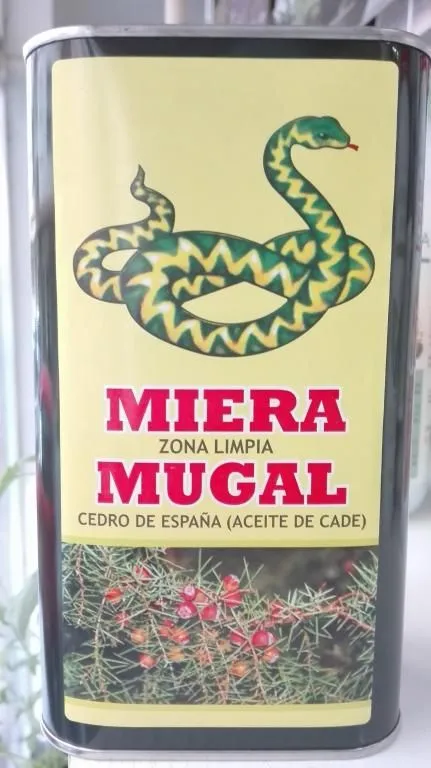 MIERA
ZONA LIMPIA
MUGAL
CEDRO DE ESPAÑA (ACEITE DE CADE)